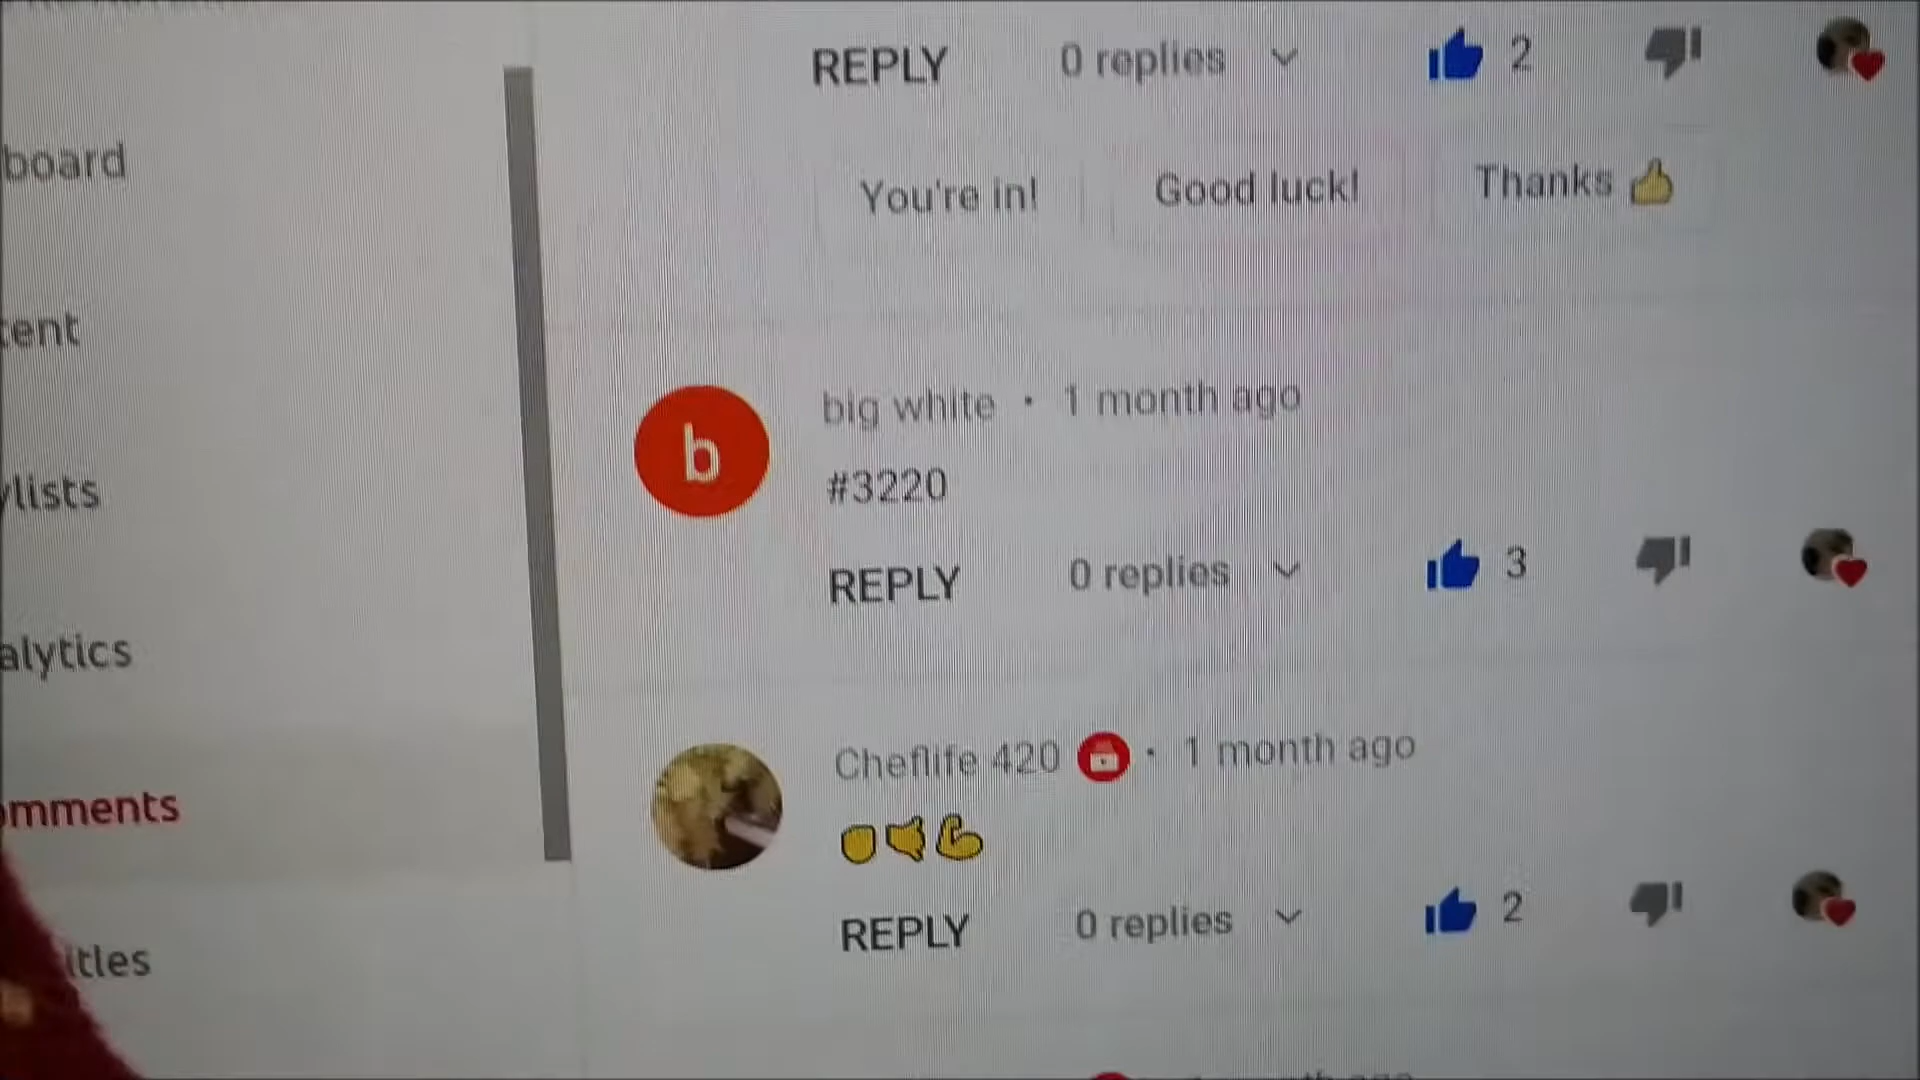 REPLY 0 replies 2
You're in! Good luck! Thanks 👍
board
tent
big white · 1 month ago
b
#3220
ylists
REPLY 0 replies 3
alytics
Cheflife 420 · 1 month ago
omments
REPLY 0 replies 2
itles